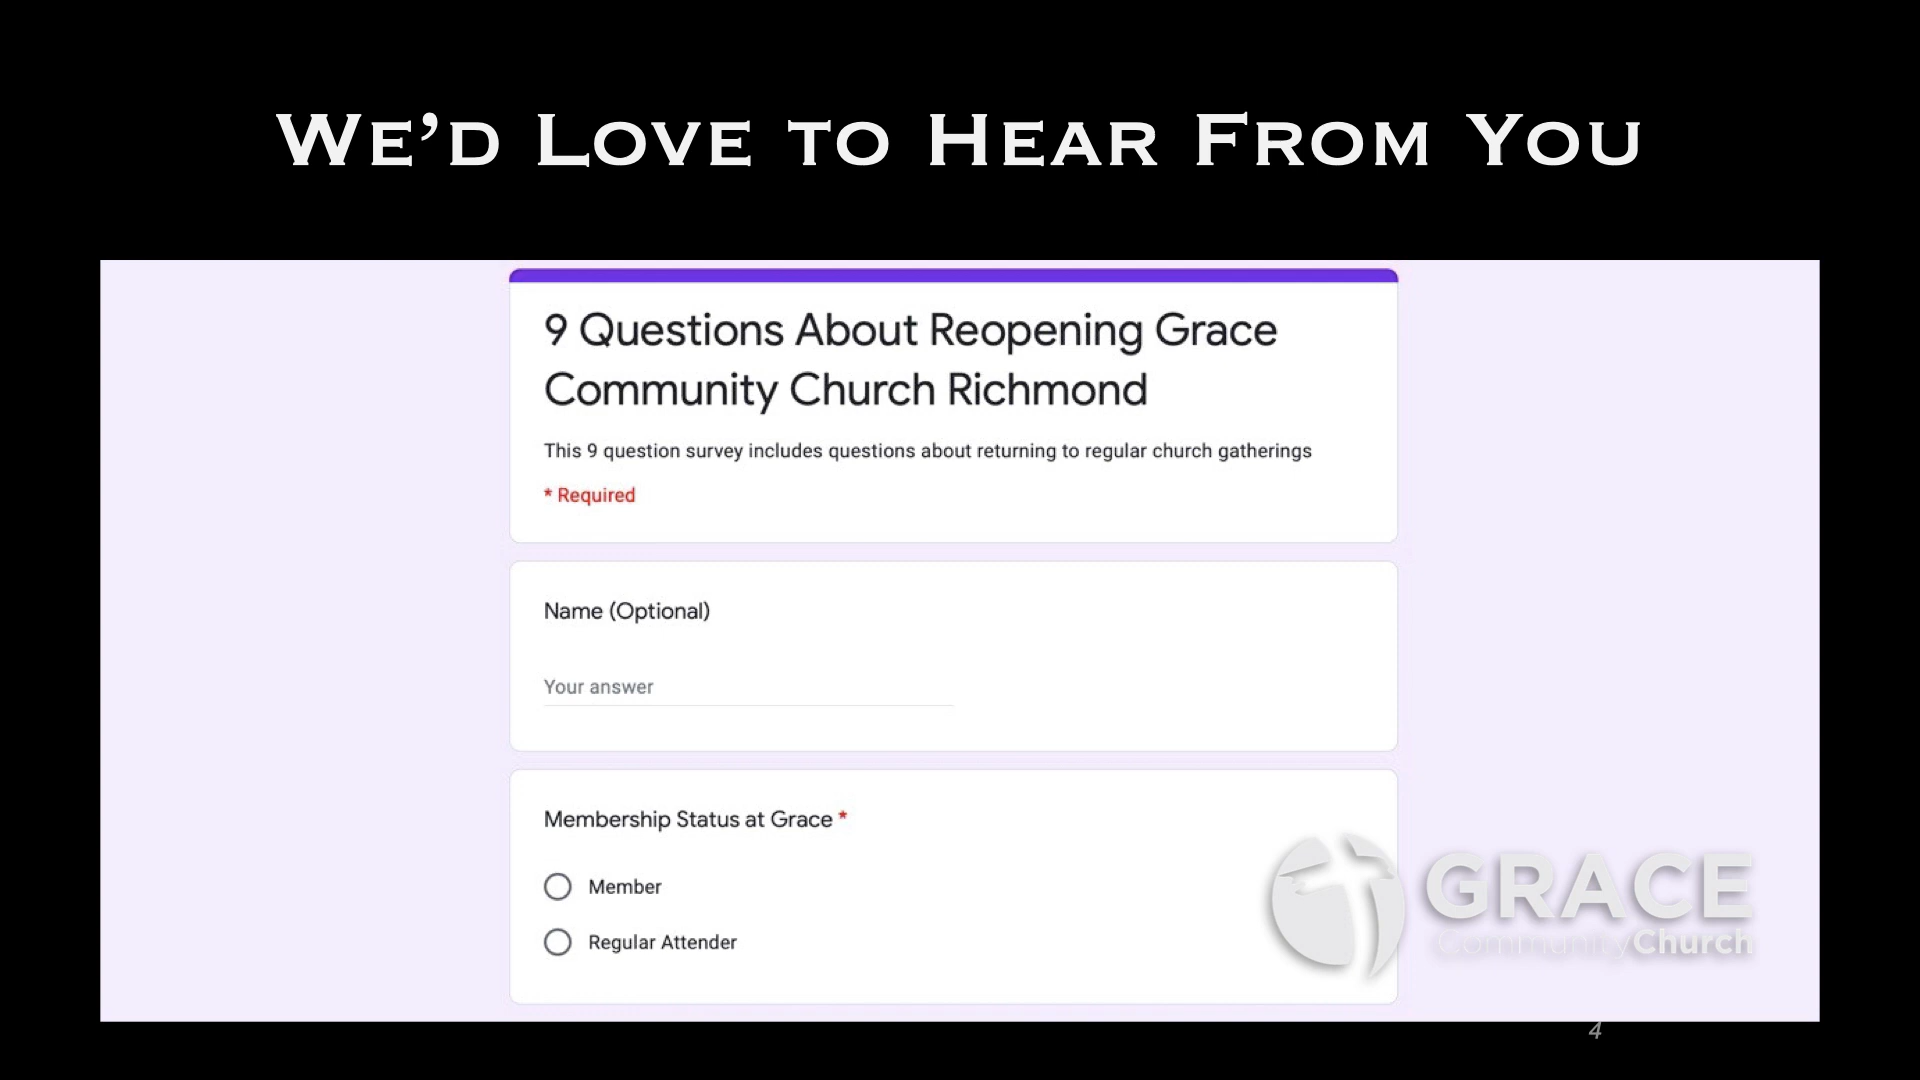 We’d Love to Hear From You
9 Questions About Reopening Grace
Community Church Richmond
This 9 question survey includes questions about returning to regular church gatherings
* Required
Name (Optional)
Your answer
Membership Status at Grace *
Member
Regular Attender
GRACE
CommunityChurch
4